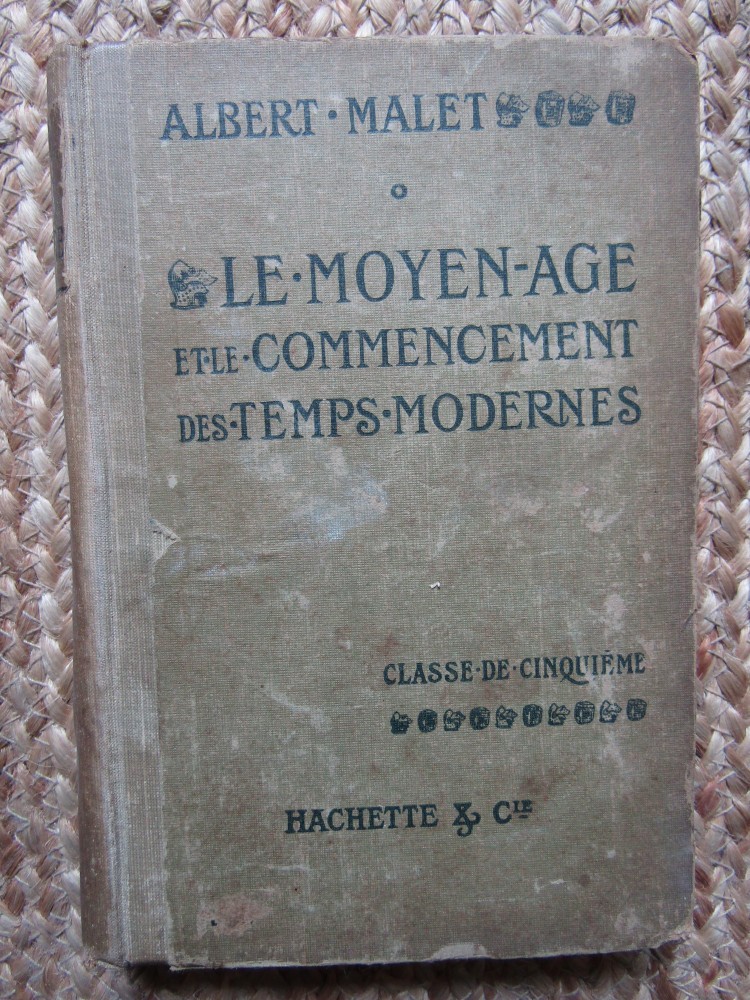 ALBERT·MALET
LE·MOYEN-AGE
ET·LE·COMMENCEMENT
DES·TEMPS·MODERNES
CLASSE·DE·CINQUIÈME
HACHETTE & CIE